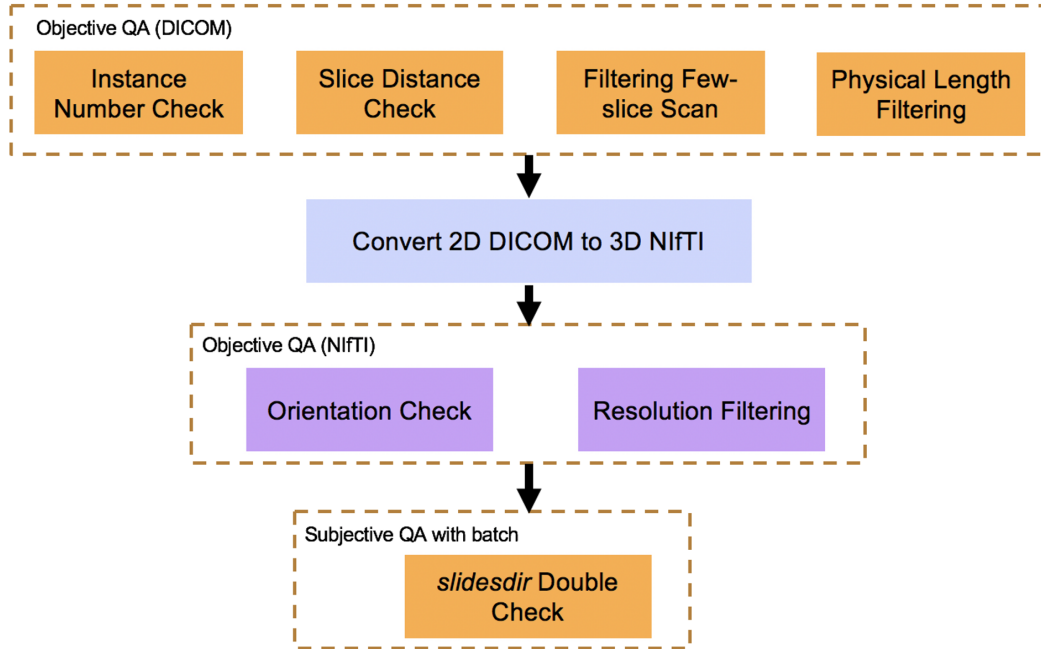 Objective QA (DICOM)
Instance
Number Check
Slice Distance
Check
Filtering Few-
slice Scan
Physical Length
Filtering
Convert 2D DICOM to 3D NIfTI
Objective QA (NIfTI)
Orientation Check
Resolution Filtering
Subjective QA with batch
slidesdir Double
Check